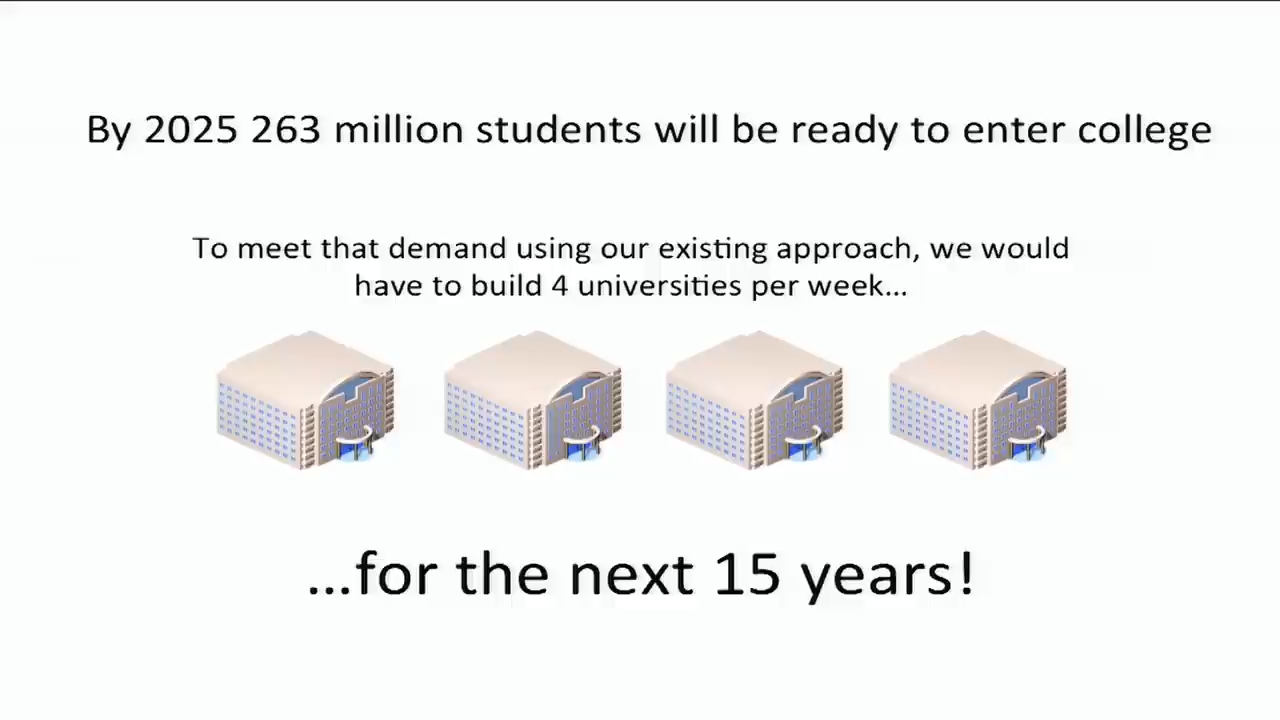 By 2025 263 million students will be ready to enter college
To meet that demand using our existing approach, we would
have to build 4 universities per week...
...for the next 15 years!